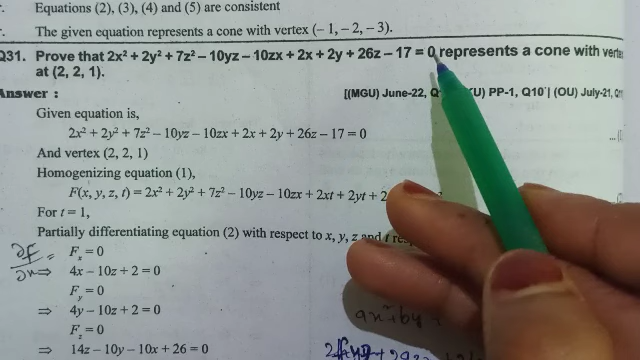 Equations (2), (3), (4) and (5) are consistent
The given equation represents a cone with vertex (– 1, – 2, – 3).
Q31. Prove that 2x² + 2y² + 7z² – 10yz – 10zx + 2x + 2y + 26z – 17 = 0 represents a cone with
at (2, 2, 1).
Answer :
[(MGU) June-22, PP-1, Q10 | (OU) July-21,
Given equation is,
2x² + 2y² + 7z² – 10yz – 10zx + 2x + 2y + 26z – 17 = 0
And vertex (2, 2, 1)
Homogenizing equation (1),
F(x, y, z, t) = 2x² + 2y² + 7z² – 10yz – 10zx + 2xt + 2yt + 2
For t = 1,
Partially differentiating equation (2) with respect to x, y, z and t
∂F/∂x = Fₓ = 0
⇒ 4x – 10z + 2 = 0
F_y = 0
⇒ 4y – 10z + 2 = 0
F_z = 0
⇒ 14z – 10y – 10x + 26 = 0